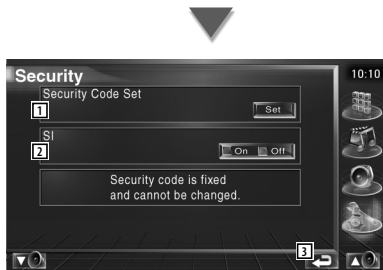 Security
10:10
Security Code Set
1
Set
SI
2
On Off
Security code is fixed
and cannot be changed.
3